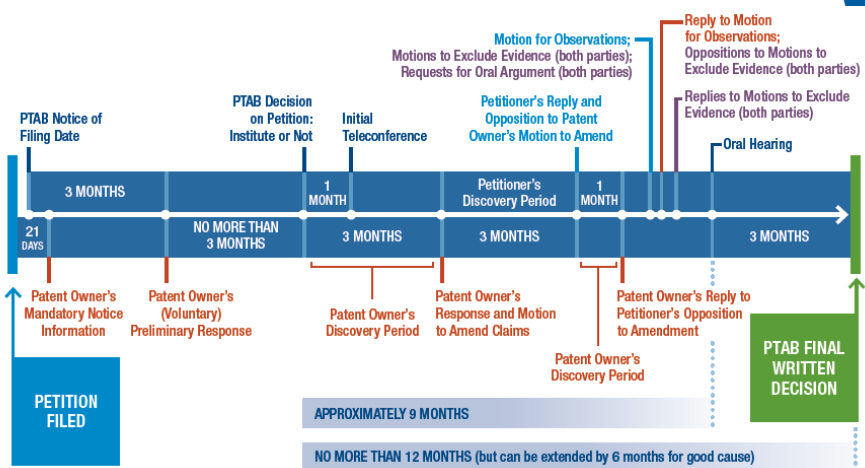 Reply to Motion
for Observations;
Oppositions to Motions to
Exclude Evidence (both parties)
Motion for Observations;
Motions to Exclude Evidence (both parties);
Requests for Oral Argument (both parties)
PTAB Notice of
Filing Date
PTAB Decision
on Petition:
Institute or Not
Initial
Teleconference
Petitioner's Reply and
Opposition to Patent
Owner's Motion to Amend
Replies to Motions to Exclude
Evidence (both parties)
Oral Hearing
3 MONTHS
1
MONTH
Petitioner's
Discovery Period
1
MONTH
21
DAYS
NO MORE THAN
3 MONTHS
3 MONTHS
3 MONTHS
3 MONTHS
Patent Owner's
Mandatory Notice
Information
Patent Owner's
(Voluntary)
Preliminary Response
Patent Owner's
Discovery Period
Patent Owner's
Response and Motion
to Amend Claims
Patent Owner's
Discovery Period
Patent Owner's Reply to
Petitioner's Opposition
to Amendment
PETITION
FILED
PTAB FINAL
WRITTEN
DECISION
APPROXIMATELY 9 MONTHS
NO MORE THAN 12 MONTHS (but can be extended by 6 months for good cause)